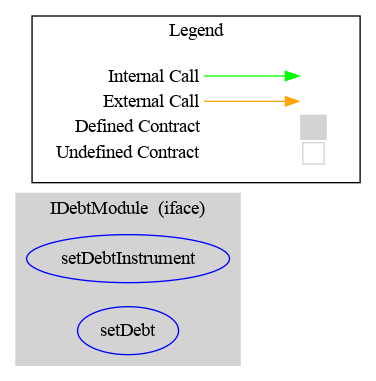 Legend
Internal Call
External Call
Defined Contract
Undefined Contract
IDebtModule (iface)
setDebtInstrument
setDebt